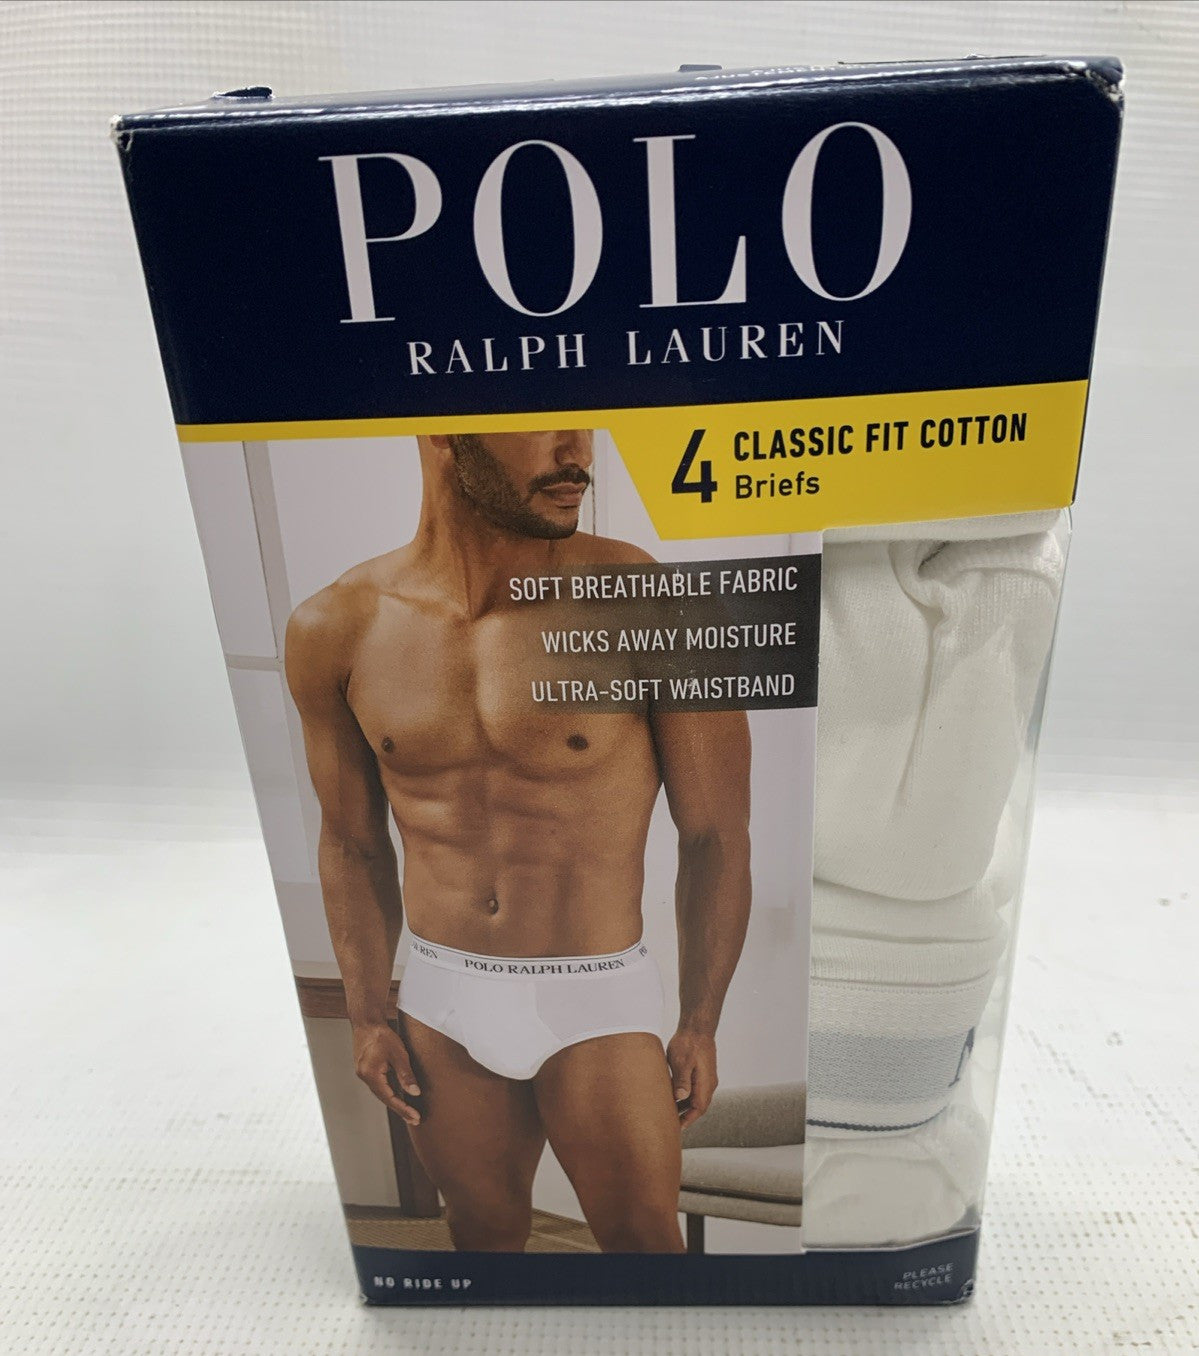 POLO
RALPH LAUREN
4 CLASSIC FIT COTTON
Briefs
SOFT BREATHABLE FABRIC
WICKS AWAY MOISTURE
ULTRA-SOFT WAISTBAND
POLO RALPH LAUREN
NO RIDE UP
PLEASE
RECYCLE